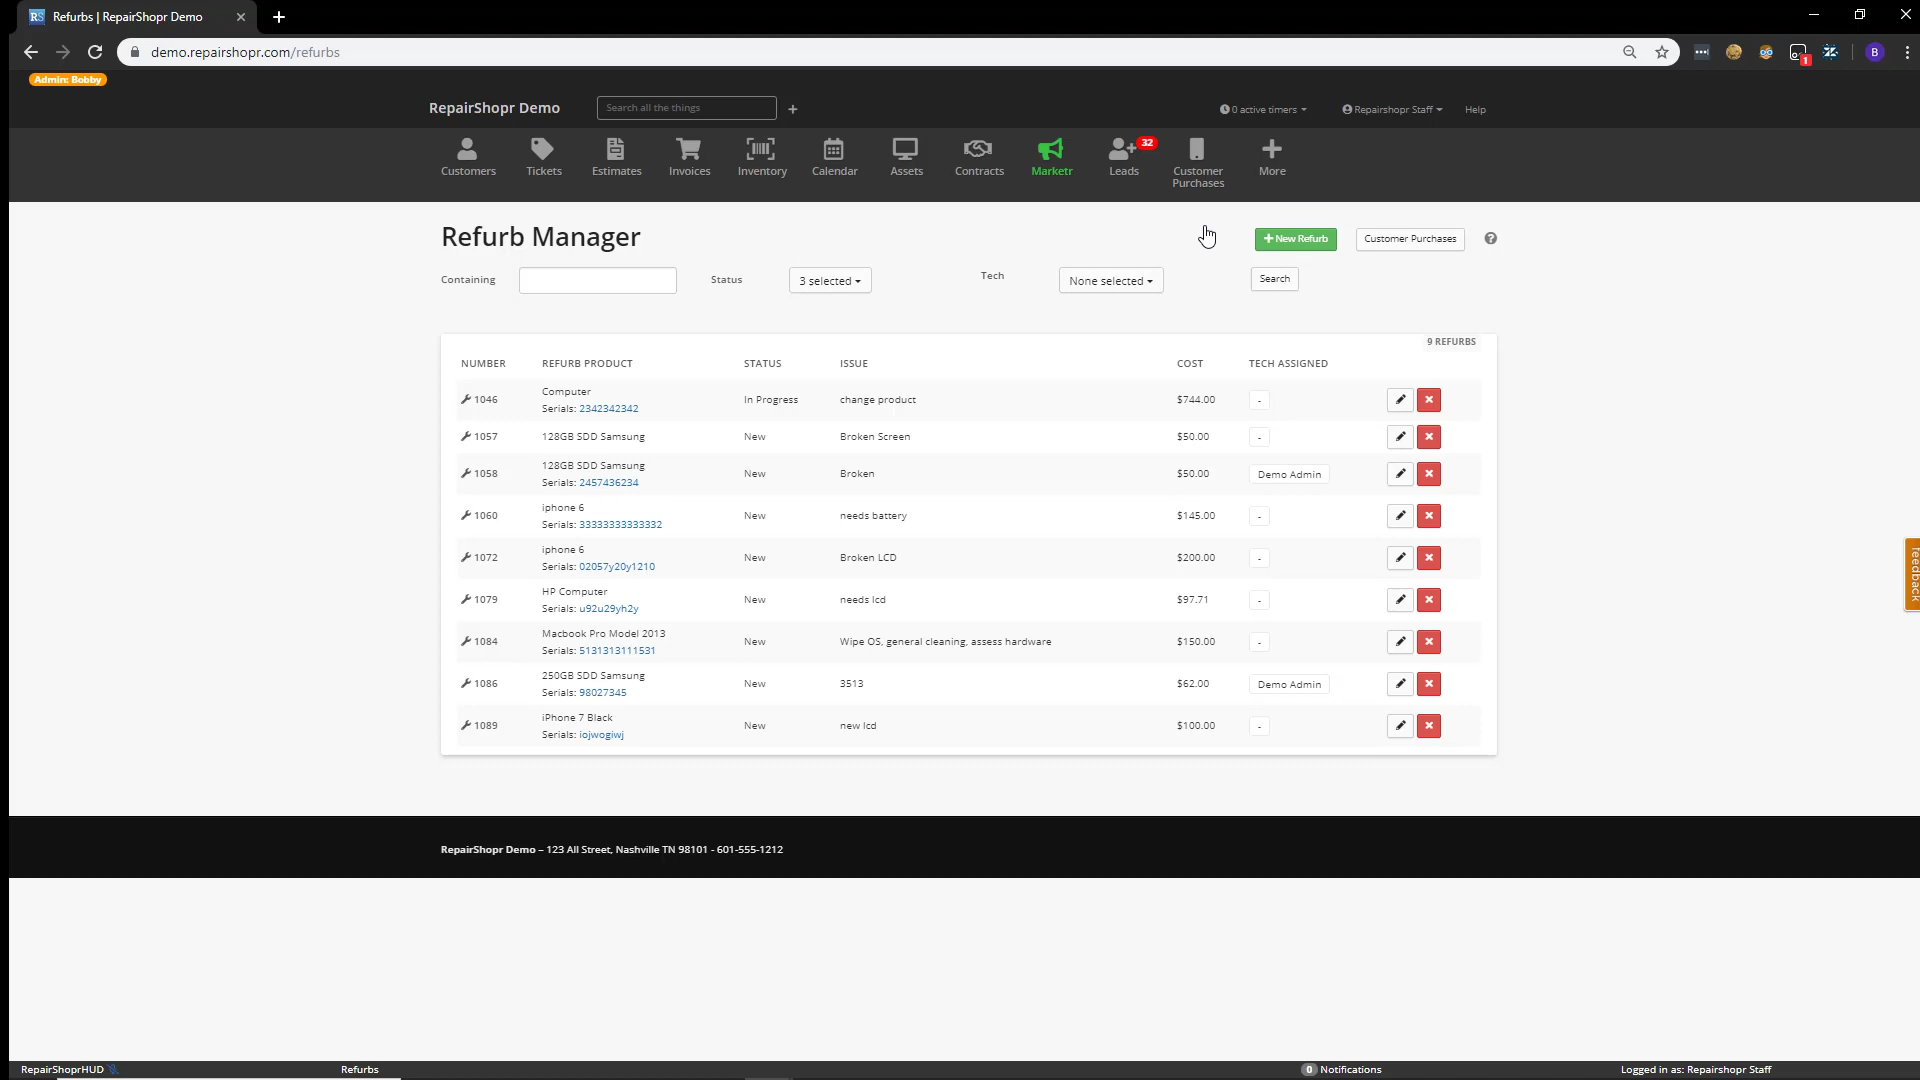 Refurbs | RepairShopr Demo
demo.repairshopr.com/refurbs
1
B
Admin: Bobby
RepairShopr Demo
Search all the things
0 active timers
Repairshopr Staff
Help
32
Customers
Tickets
Estimates
Invoices
Inventory
Calendar
Assets
Contracts
Marketr
Leads
Customer Purchases
More
Refurb Manager
New Refurb
Customer Purchases
Containing
Status
3 selected
Tech
None selected
Search
9 REFURBS
NUMBER REFURB PRODUCT STATUS ISSUE COST TECH ASSIGNED
1046 Computer In Progress change product $744.00 -
Serials: 2342342342
1057 128GB SDD Samsung New Broken Screen $50.00 -
1058 128GB SDD Samsung New Broken $50.00 Demo Admin
Serials: 2457436234
1060 iphone 6 New needs battery $145.00 -
Serials: 33333333333332
1072 iphone 6 New Broken LCD $200.00 -
Serials: 02057y20y1210
1079 HP Computer New needs lcd $97.71 -
Serials: u92u29yh2y
1084 Macbook Pro Model 2013 New Wipe OS, general cleaning, assess hardware $150.00 -
Serials: 5131313111531
1086 250GB SDD Samsung New 3513 $62.00 Demo Admin
Serials: 98027345
1089 iPhone 7 Black New new lcd $100.00 -
Serials: iojwogiwj
feedback
RepairShopr Demo – 123 All Street, Nashville TN 98101 - 601-555-1212
RepairShoprHUD
Refurbs
0 Notifications
Logged in as: Repairshopr Staff